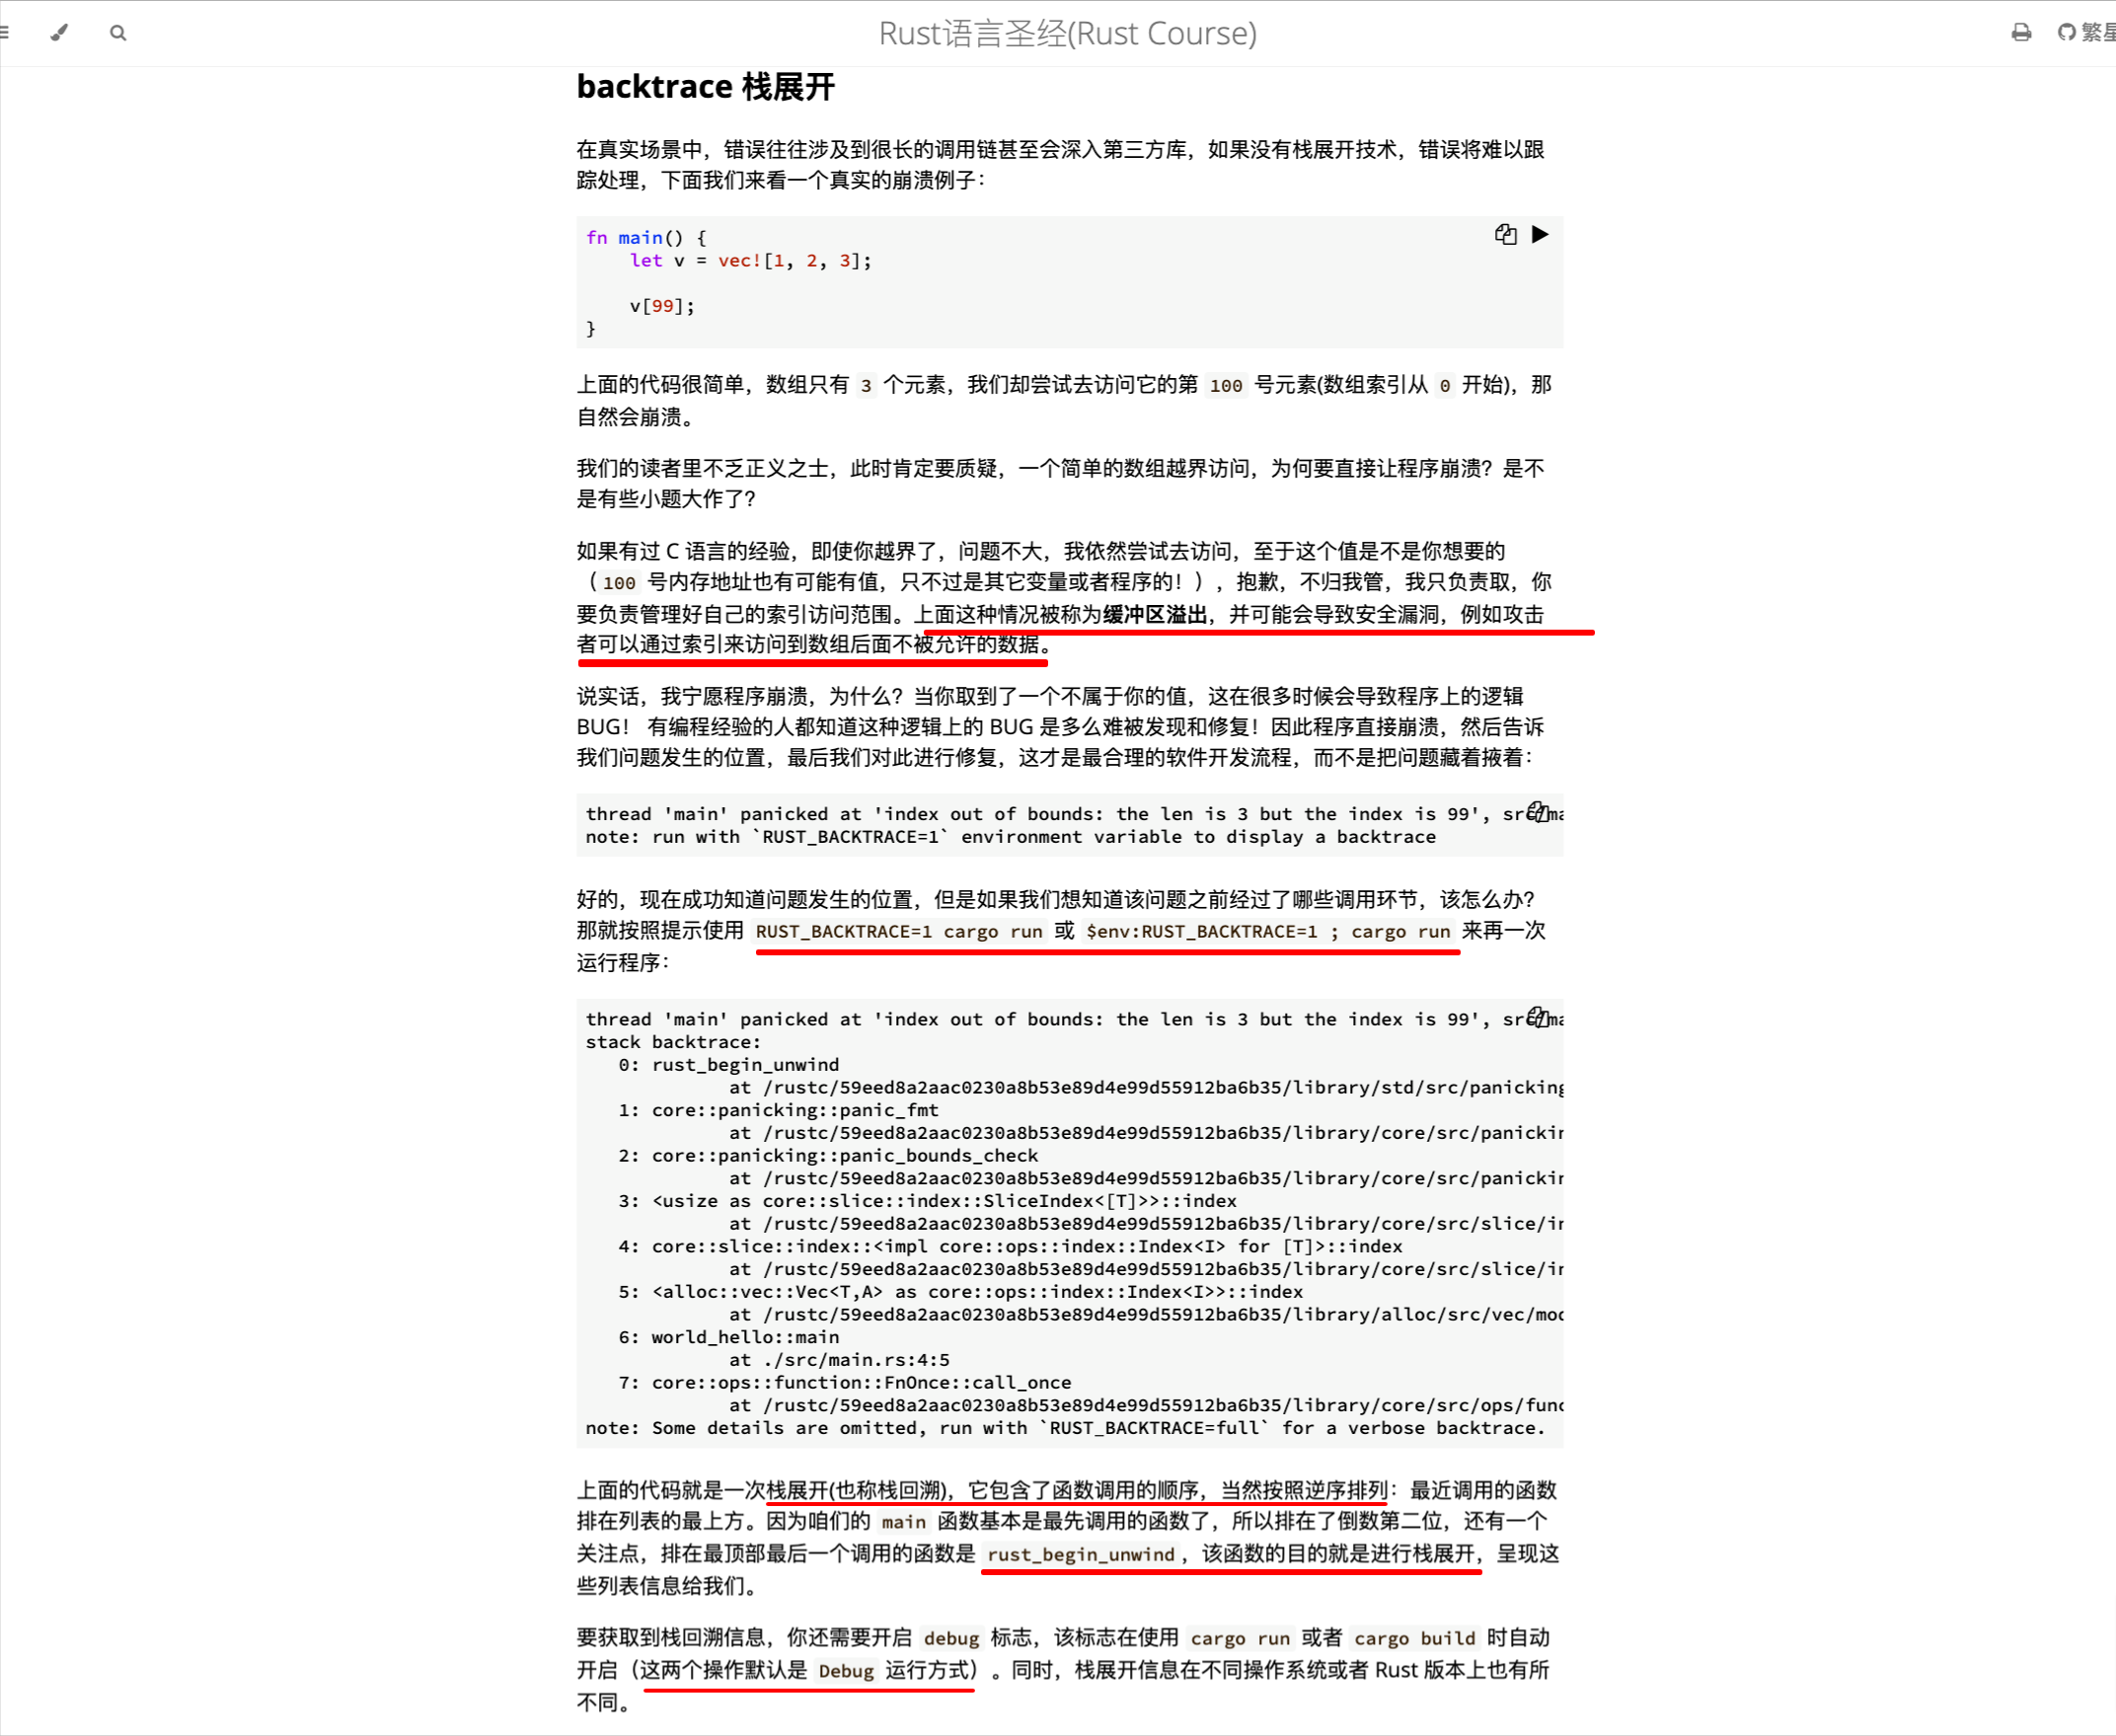 Rust语言圣经(Rust Course)
繁星
backtrace 栈展开
在真实场景中，错误往往涉及到很长的调用链甚至会深入第三方库，如果没有栈展开技术，错误将难以跟
踪处理，下面我们来看一个真实的崩溃例子：
fn main() {
    let v = vec![1, 2, 3];
    v[99];
}
上面的代码很简单，数组只有 3 个元素，我们却尝试去访问它的第 100 号元素(数组索引从 0 开始)，那
自然会崩溃。
我们的读者里不乏正义之士，此时肯定要质疑，一个简单的数组越界访问，为何要直接让程序崩溃？是不
是有些小题大作了？
如果有过 C 语言的经验，即使你越界了，问题不大，我依然尝试去访问，至于这个值是不是你想要的
（100 号内存地址也有可能有值，只不过是其它变量或者程序的！），抱歉，不归我管，我只负责取，你
要负责管理好自己的索引访问范围。上面这种情况被称为缓冲区溢出，并可能会导致安全漏洞，例如攻击
者可以通过索引来访问到数组后面不被允许的数据。
说实话，我宁愿程序崩溃，为什么？当你取到了一个不属于你的值，这在很多时候会导致程序上的逻辑
BUG！ 有编程经验的人都知道这种逻辑上的 BUG 是多么难被发现和修复！因此程序直接崩溃，然后告诉
我们问题发生的位置，最后我们对此进行修复，这才是最合理的软件开发流程，而不是把问题藏着掖着：
thread 'main' panicked at 'index out of bounds: the len is 3 but the index is 99', src/ma
note: run with `RUST_BACKTRACE=1` environment variable to display a backtrace
好的，现在成功知道问题发生的位置，但是如果我们想知道该问题之前经过了哪些调用环节，该怎么办？
那就按照提示使用 RUST_BACKTRACE=1 cargo run 或 $env:RUST_BACKTRACE=1 ; cargo run 来再一次
运行程序：
thread 'main' panicked at 'index out of bounds: the len is 3 but the index is 99', src/ma
stack backtrace:
   0: rust_begin_unwind
             at /rustc/59eed8a2aac0230a8b53e89d4e99d55912ba6b35/library/std/src/panicking
   1: core::panicking::panic_fmt
             at /rustc/59eed8a2aac0230a8b53e89d4e99d55912ba6b35/library/core/src/panickin
   2: core::panicking::panic_bounds_check
             at /rustc/59eed8a2aac0230a8b53e89d4e99d55912ba6b35/library/core/src/panickin
   3: <usize as core::slice::index::SliceIndex<[T]>>::index
             at /rustc/59eed8a2aac0230a8b53e89d4e99d55912ba6b35/library/core/src/slice/in
   4: core::slice::index::<impl core::ops::index::Index<I> for [T]>::index
             at /rustc/59eed8a2aac0230a8b53e89d4e99d55912ba6b35/library/core/src/slice/in
   5: <alloc::vec::Vec<T,A> as core::ops::index::Index<I>>::index
             at /rustc/59eed8a2aac0230a8b53e89d4e99d55912ba6b35/library/alloc/src/vec/mod
   6: world_hello::main
             at ./src/main.rs:4:5
   7: core::ops::function::FnOnce::call_once
             at /rustc/59eed8a2aac0230a8b53e89d4e99d55912ba6b35/library/core/src/ops/func
note: Some details are omitted, run with `RUST_BACKTRACE=full` for a verbose backtrace.
上面的代码就是一次栈展开(也称栈回溯)，它包含了函数调用的顺序，当然按照逆序排列：最近调用的函数
排在列表的最上方。因为咱们的 main 函数基本是最先调用的函数了，所以排在了倒数第二位，还有一个
关注点，排在最顶部最后一个调用的函数是 rust_begin_unwind，该函数的目的就是进行栈展开，呈现这
些列表信息给我们。
要获取到栈回溯信息，你还需要开启 debug 标志，该标志在使用 cargo run 或者 cargo build 时自动
开启（这两个操作默认是 Debug 运行方式）。同时，栈展开信息在不同操作系统或者 Rust 版本上也有所
不同。